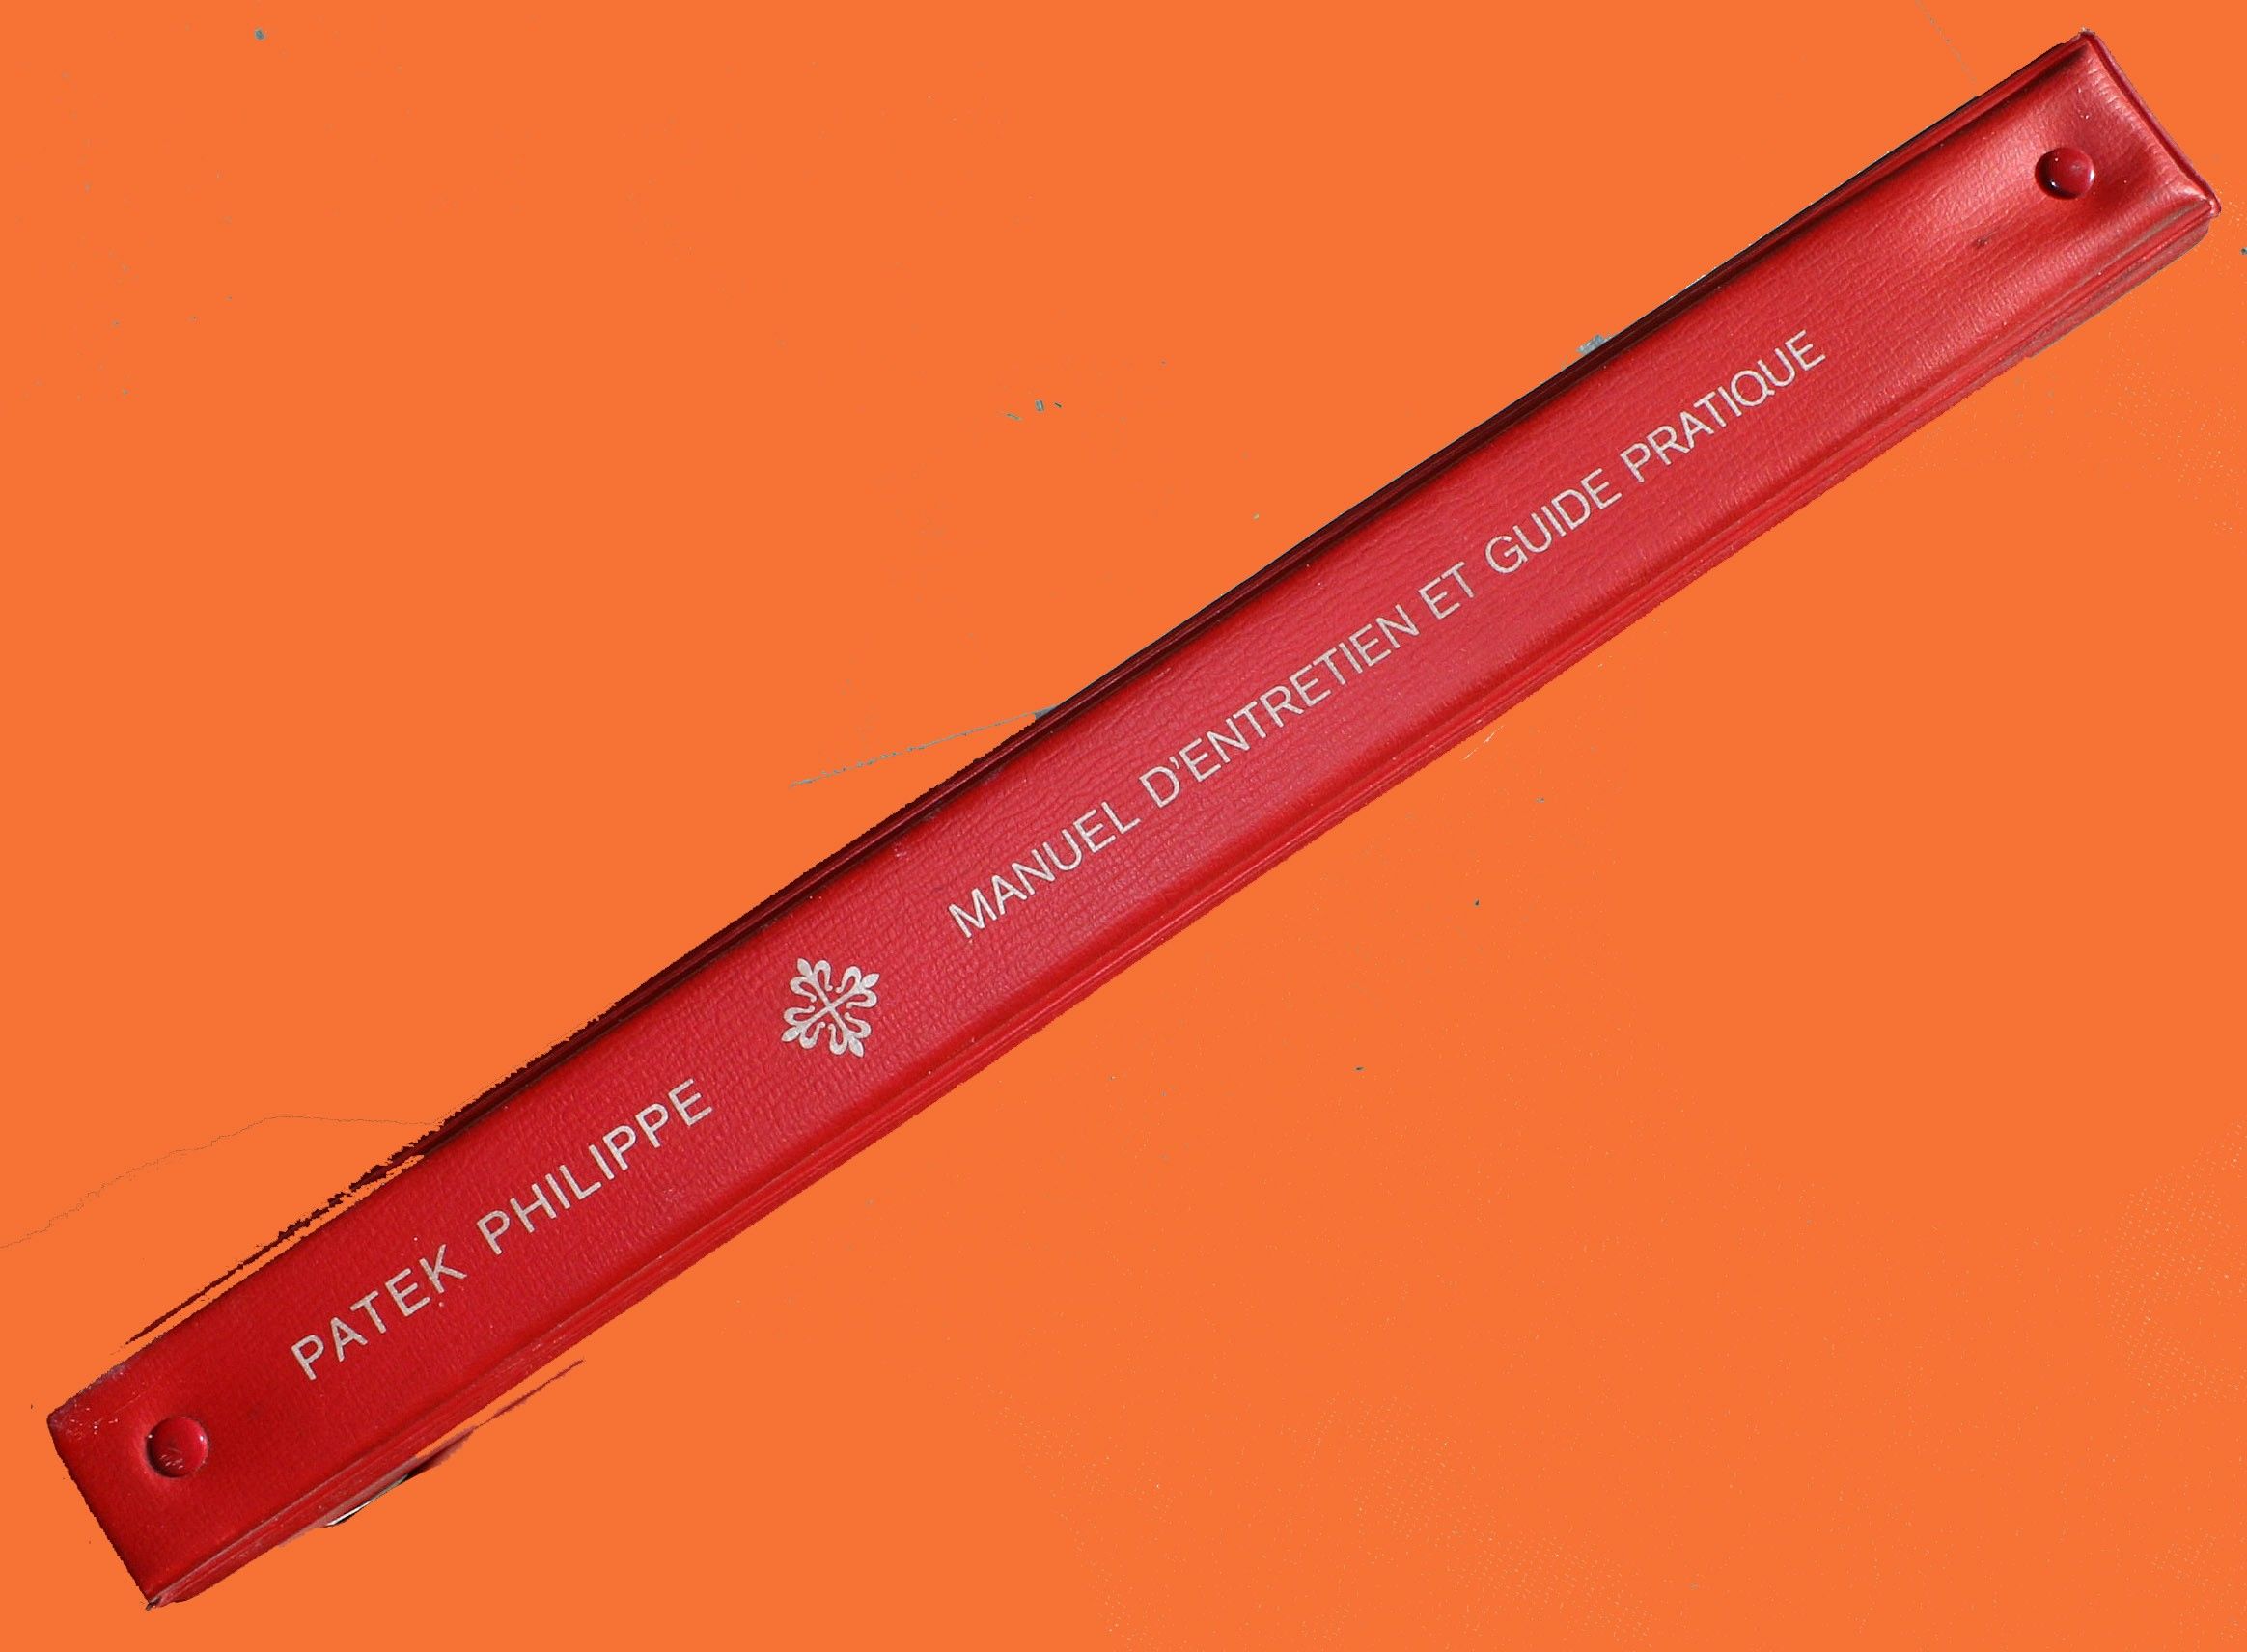 PATEK PHILIPPE MANUEL D'ENTRETIEN ET GUIDE PRATIQUE